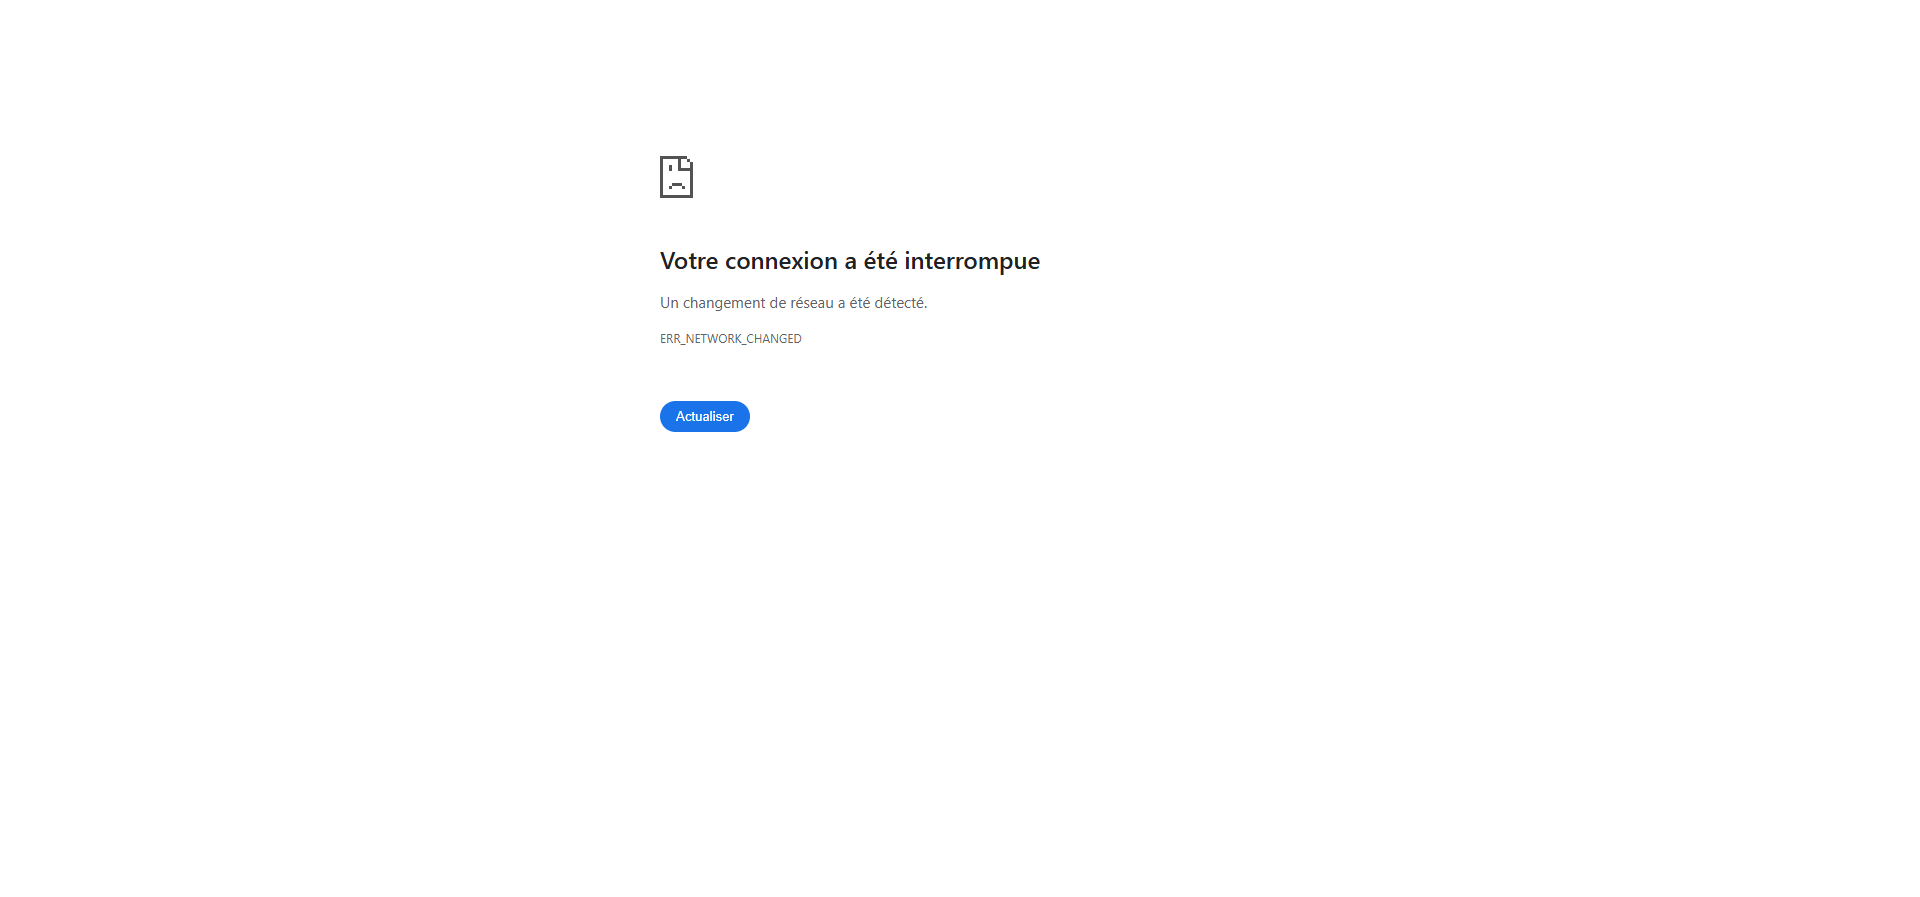 Votre connexion a été interrompue
Un changement de réseau a été détecté.
ERR_NETWORK_CHANGED
Actualiser